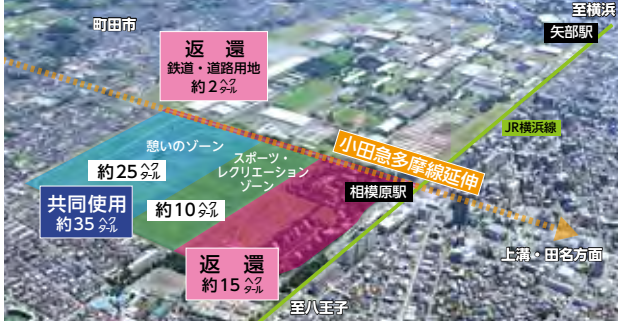 至横浜
町田市
矢部駅
返 還
鉄道・道路用地
約2ヘクタール
JR横浜線
憩いのゾーン
小田急多摩線延伸
スポーツ・
レクリエーション
ゾーン
約25ヘクタール
相模原駅
共同使用
約35ヘクタール
約10ヘクタール
上溝・田名方面
返 還
約15ヘクタール
至八王子